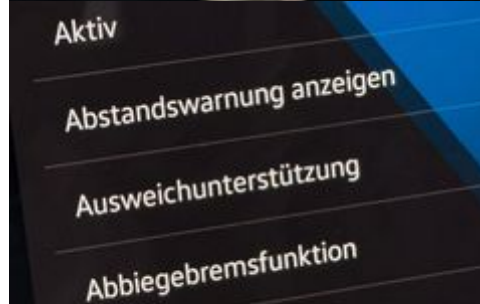 Aktiv
Abstandswarnung anzeigen
Ausweichunterstützung
Abbiegebremsfunktion